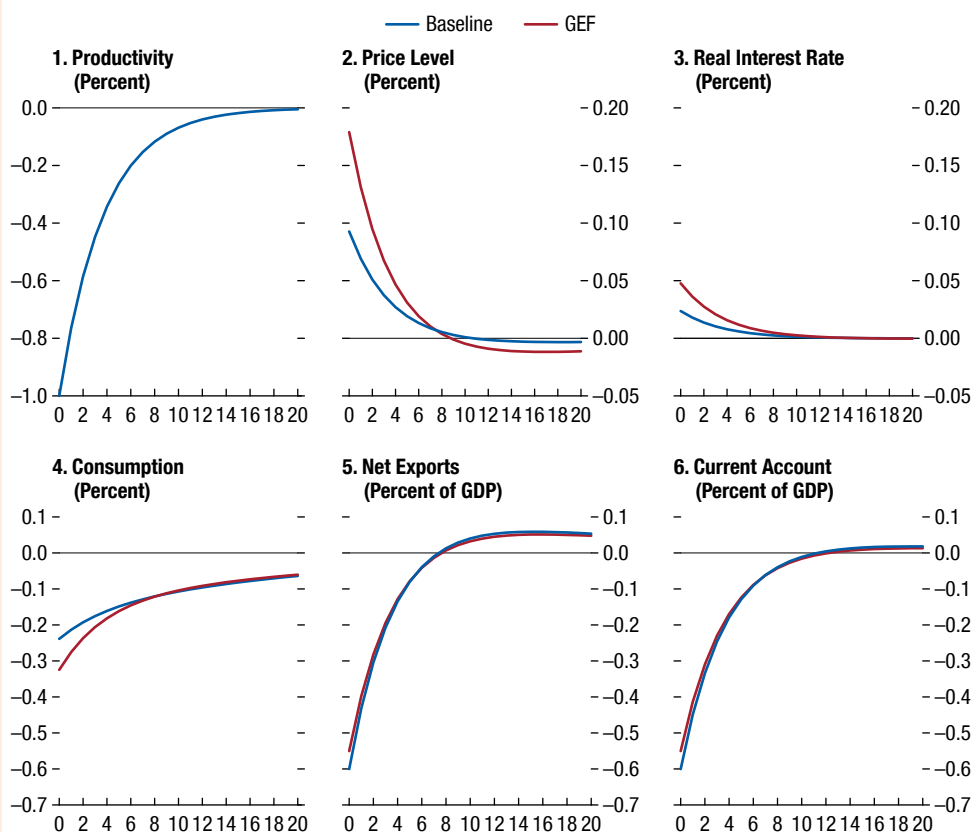 Baseline GEF
1. Productivity
(Percent)
0.0
–0.2
–0.4
–0.6
–0.8
–1.0
0 2 4 6 8 10 12 14 16 18 20
2. Price Level
(Percent)
0.20
0.15
0.10
0.05
0.00
–0.05
0 2 4 6 8 10 12 14 16 18 20
3. Real Interest Rate
(Percent)
0.20
0.15
0.10
0.05
0.00
–0.05
0 2 4 6 8 10 12 14 16 18 20
4. Consumption
(Percent)
0.1
0.0
–0.1
–0.2
–0.3
–0.4
–0.5
–0.6
–0.7
0 2 4 6 8 10 12 14 16 18 20
5. Net Exports
(Percent of GDP)
0.1
0.0
–0.1
–0.2
–0.3
–0.4
–0.5
–0.6
–0.7
0 2 4 6 8 10 12 14 16 18 20
6. Current Account
(Percent of GDP)
0.1
0.0
–0.1
–0.2
–0.3
–0.4
–0.5
–0.6
–0.7
0 2 4 6 8 10 12 14 16 18 20